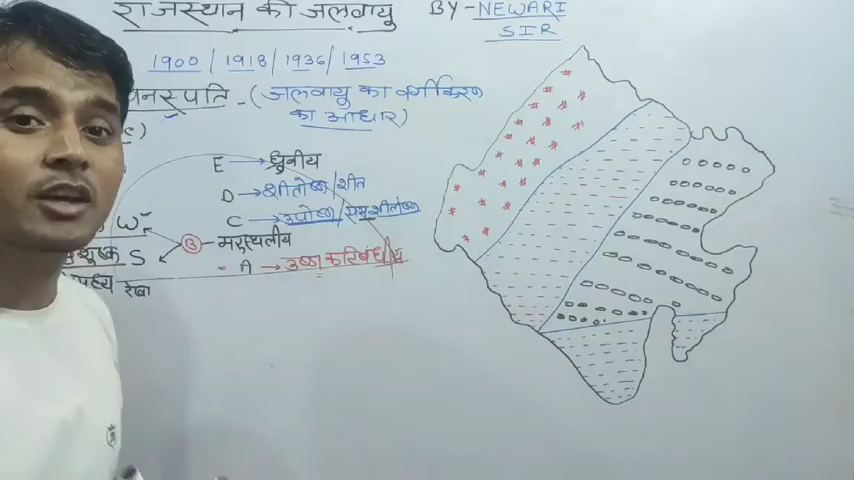 राजस्थान की जलवायु BY-NEWARI
SIR
1900 / 1918 / 1936 / 1953
वनस्पति - (जलवायु का वर्गीकरण
का आधार)
E → ध्रुवीय
D → शीतोष्ण / शीत
C → उपोष्ण / समशीतोष्ण
W
B - मरुस्थलीय
शुष्क S
= A → उष्ण कटिबंधीय
रेखा